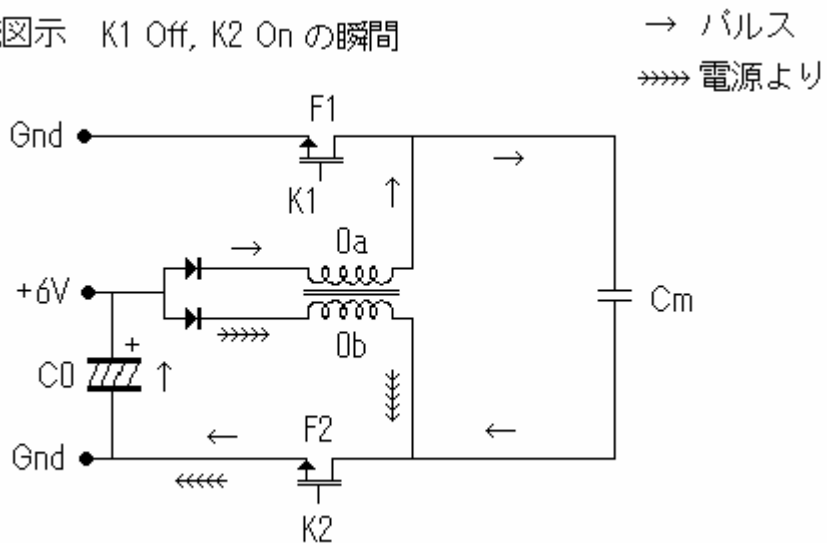 図示 K1 Off, K2 On の瞬間
→ パルス
電源より
F1
Gnd
K1
Oa
+6V
Cm
Ob
+
C0
F2
Gnd
K2